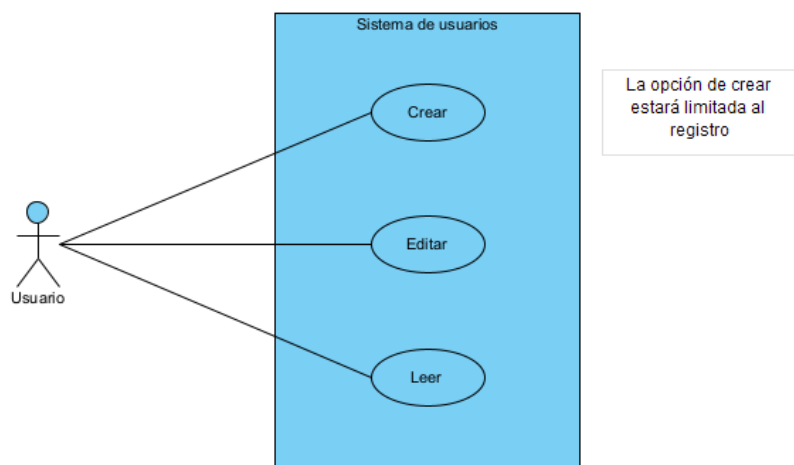 Sistema de usuarios
Crear
La opción de crear
estará limitada al
registro
Editar
Usuario
Leer